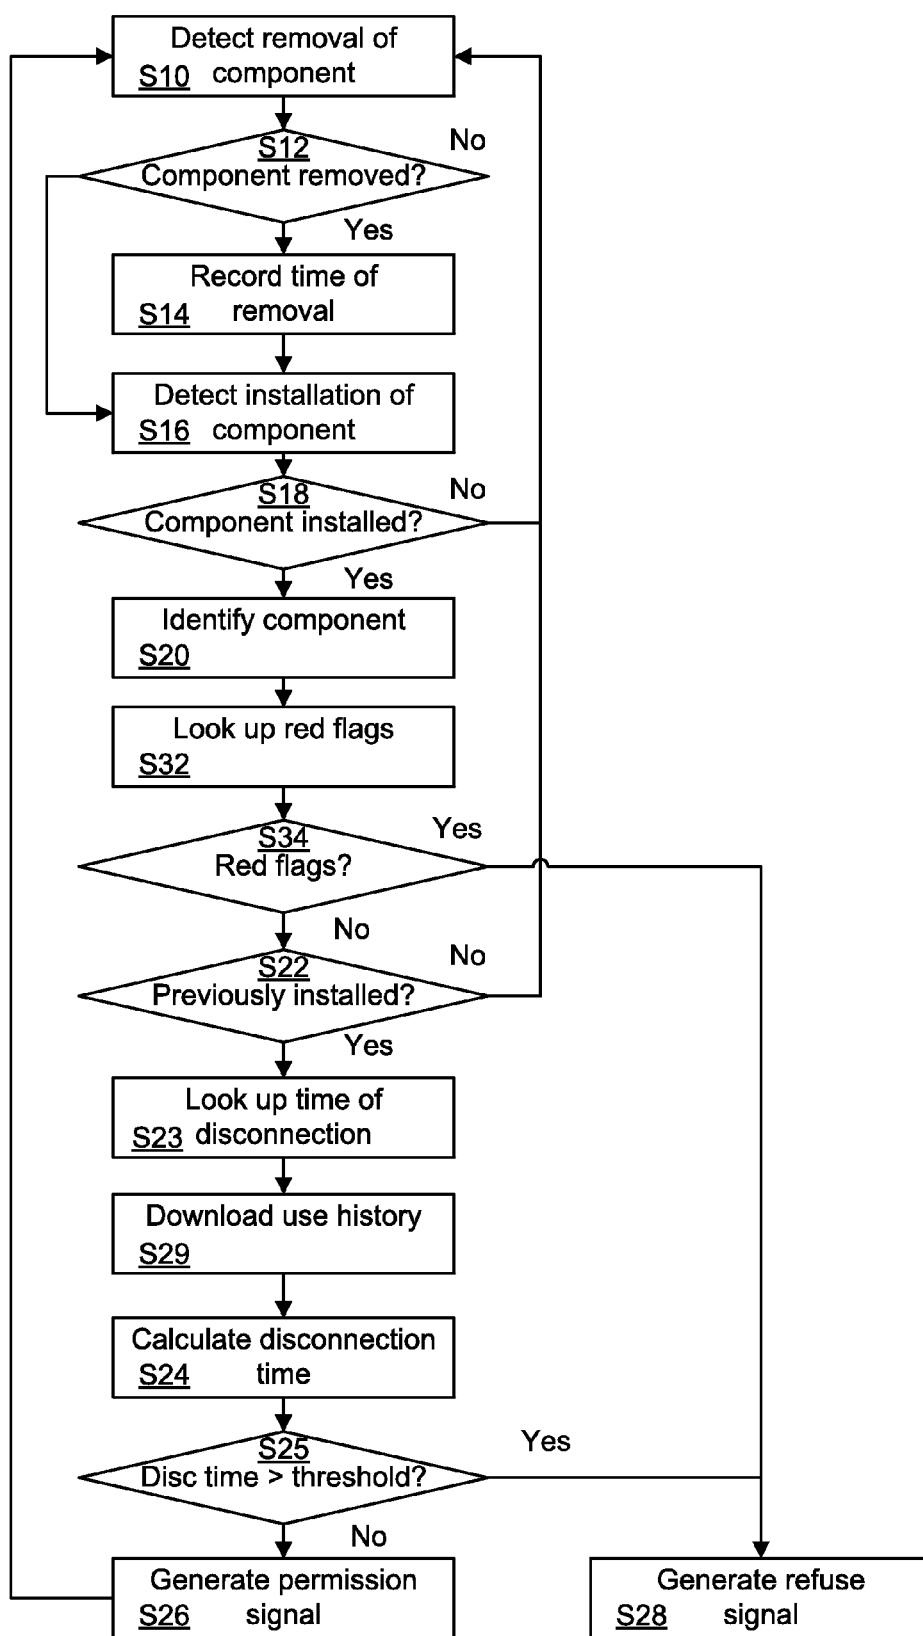 Detect removal of
S10 component
No
S12
Component removed?
Yes
Record time of
S14 removal
Detect installation of
S16 component
S18
No
Component installed?
Yes
Identify component
S20
Look up red flags
S32
S34
Yes
Red flags?
No
No
S22
Previously installed?
Yes
Look up time of
S23 disconnection
Download use history
S29
Calculate disconnection
S24 time
S25
Yes
Disc time > threshold?
No
Generate permission
S26 signal
Generate refuse
S28 signal